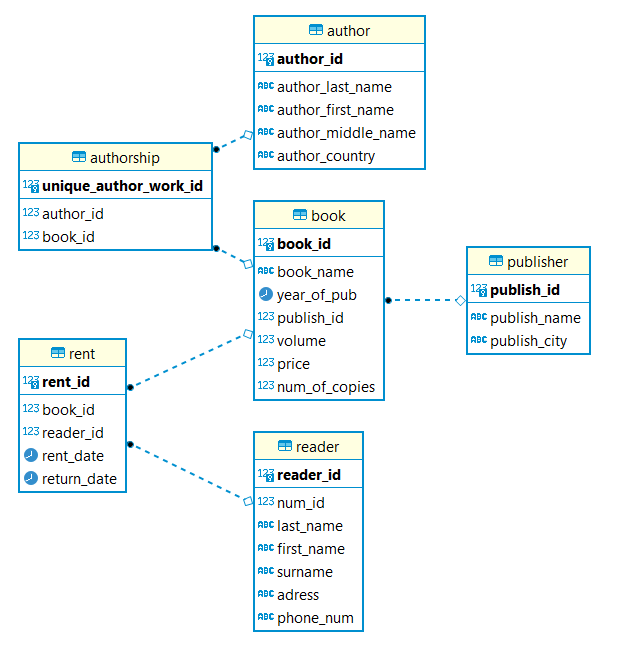 author
123 author_id
ABC author_last_name
ABC author_first_name
ABC author_middle_name
ABC author_country
authorship
123 unique_author_work_id
123 author_id
123 book_id
book
123 book_id
ABC book_name
year_of_pub
123 publish_id
123 volume
123 price
123 num_of_copies
publisher
123 publish_id
ABC publish_name
ABC publish_city
rent
123 rent_id
123 book_id
123 reader_id
rent_date
return_date
reader
123 reader_id
123 num_id
ABC last_name
ABC first_name
ABC surname
ABC adress
ABC phone_num